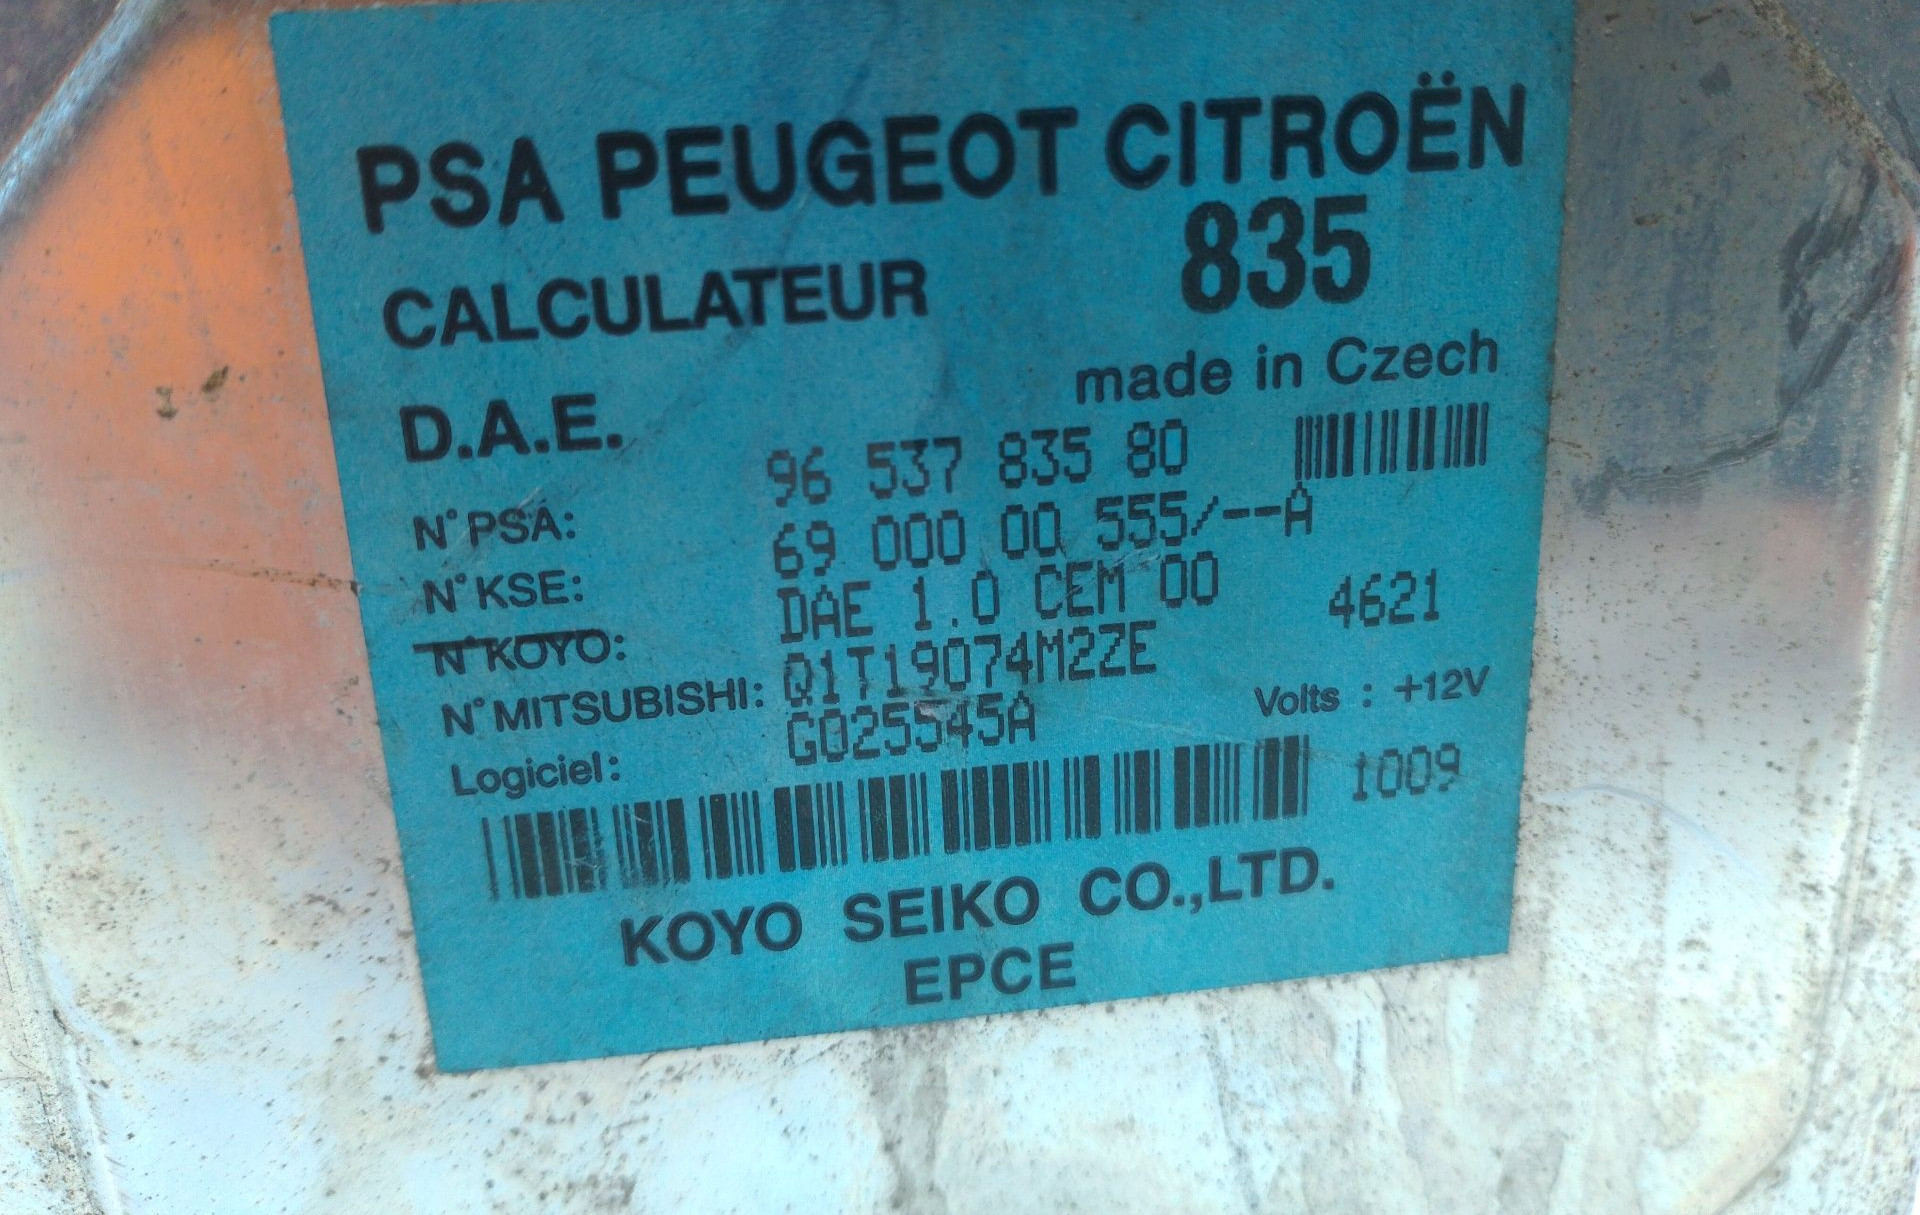 PSA PEUGEOT CITROËN
CALCULATEUR 835
D.A.E. made in Czech
N° PSA: 96 537 835 80
N° KSE: 69 000 00 555/--A
N° KOYO: DAE 1.0 CEM 00 4621
N° MITSUBISHI: Q1T19074M2ZE
Logiciel: G025545A Volts : +12V
1009
KOYO SEIKO CO.,LTD.
EPCE